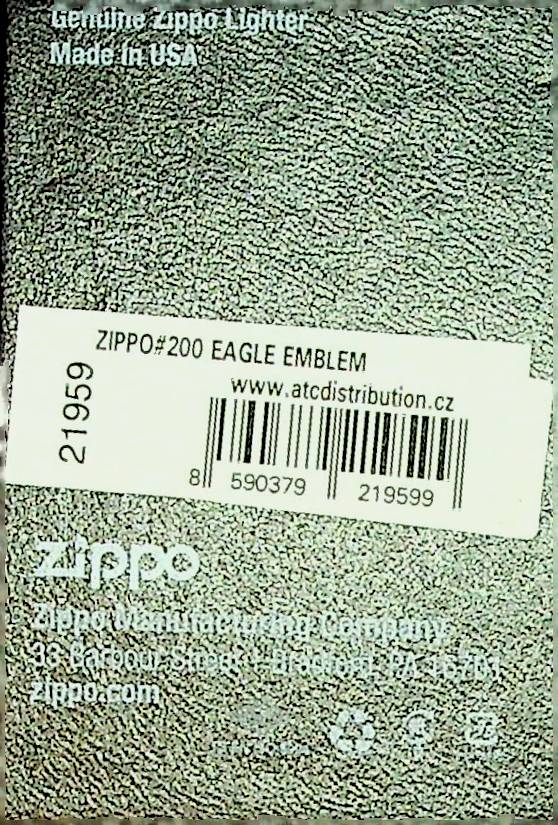 Genuine Zippo Lighter
Made in USA
ZIPPO#200 EAGLE EMBLEM
www.atcdistribution.cz
21959
8 590379 219599
zippo
Zippo Manufacturing Company
33 Barbour Street Bradford, PA 16701
zippo.com